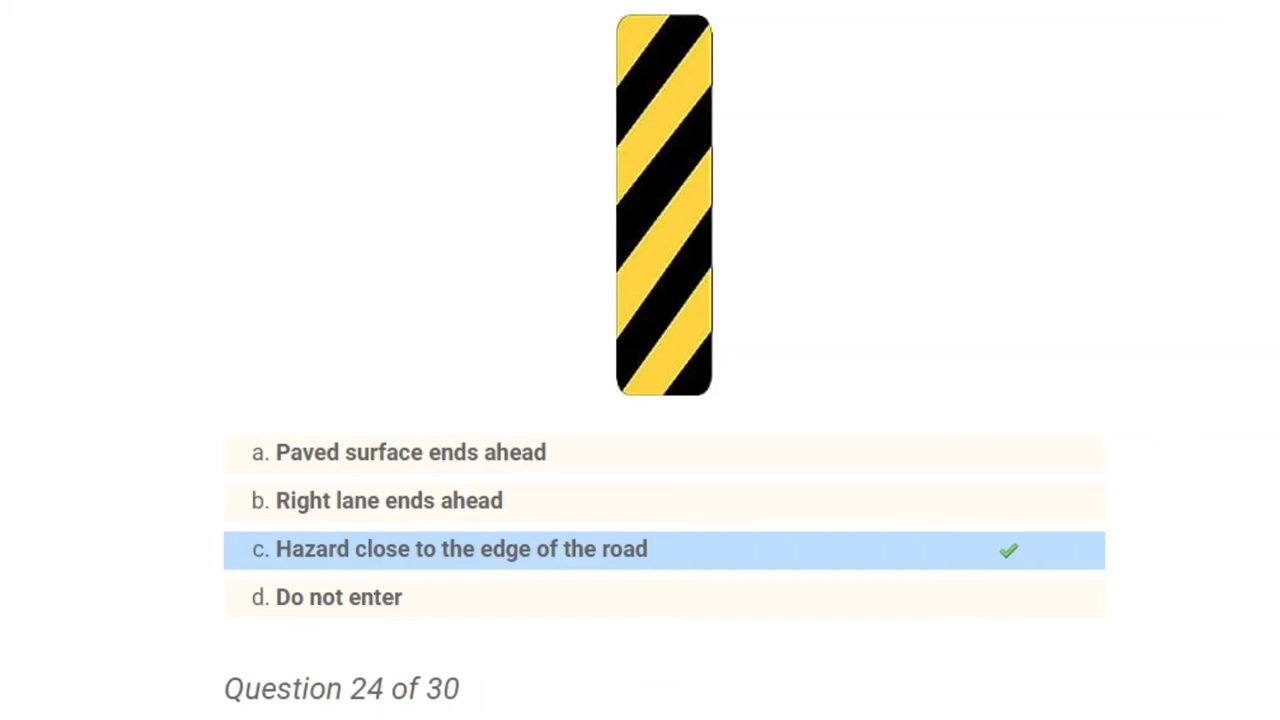 a. Paved surface ends ahead
b. Right lane ends ahead
c. Hazard close to the edge of the road
d. Do not enter
Question 24 of 30